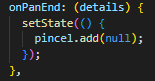 onPanEnd: (details) {
  setState(() {
    pincel.add(null);
  });
},